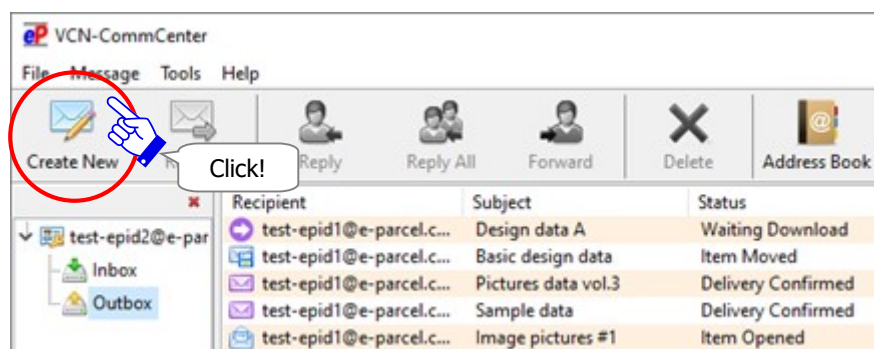 eP VCN-CommCenter
File Message Tools Help
Create New Reply Reply All Forward Delete Address Book
Click!
Recipient Subject Status
test-epid2@e-par
Inbox
Outbox
test-epid1@e-parcel.c... Design data A Waiting Download
test-epid1@e-parcel.c... Basic design data Item Moved
test-epid1@e-parcel.c... Pictures data vol.3 Delivery Confirmed
test-epid1@e-parcel.c... Sample data Delivery Confirmed
test-epid1@e-parcel.c... Image pictures #1 Item Opened